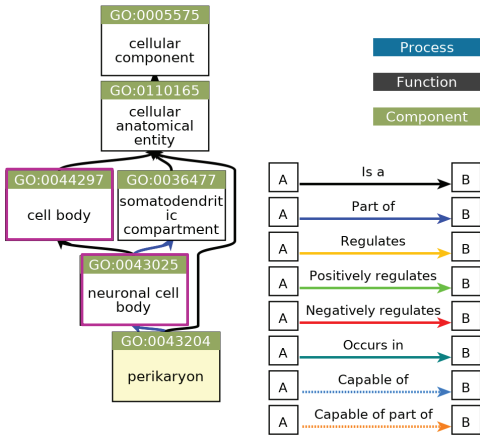 GO:0005575
cellular
component
GO:0110165
cellular
anatomical
entity
GO:0044297
cell body
GO:0036477
somatodendrit
ic
compartment
GO:0043025
neuronal cell
body
GO:0043204
perikaryon
Process
Function
Component
A Is a B
A Part of B
A Regulates B
A Positively regulates B
A Negatively regulates B
A Occurs in B
A Capable of B
A Capable of part of B